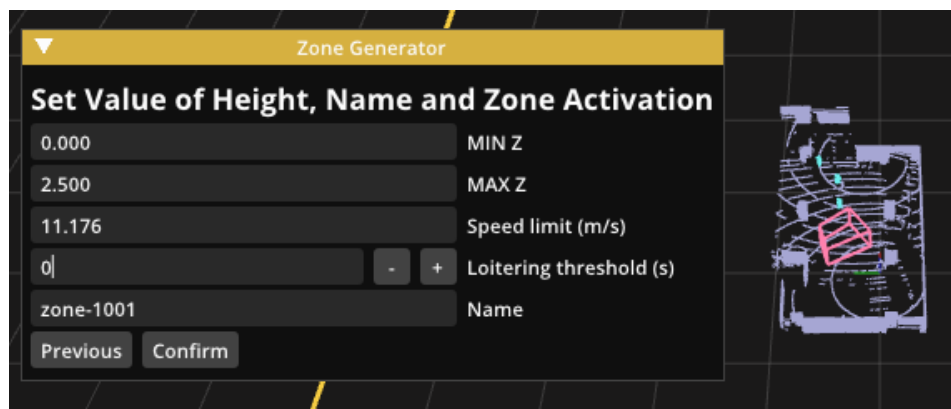 Zone Generator
Set Value of Height, Name and Zone Activation
0.000 MIN Z
2.500 MAX Z
11.176 Speed limit (m/s)
0 - + Loitering threshold (s)
zone-1001 Name
Previous Confirm